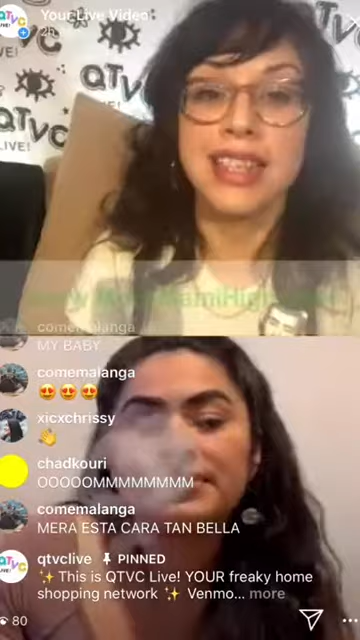 Your Live Video
QTVC
LIVE!
QTVC
QTVC
LIVE!
comemalanga
MY BABY
comemalanga
😍😍😍
xicxchrissy
👏
chadkouri
OOOOOMMMMMMMM
comemalanga
MERA ESTA CARA TAN BELLA
qtvclive PINNED
✨ This is QTVC Live! YOUR freaky home
shopping network ✨ Venmo... more
80